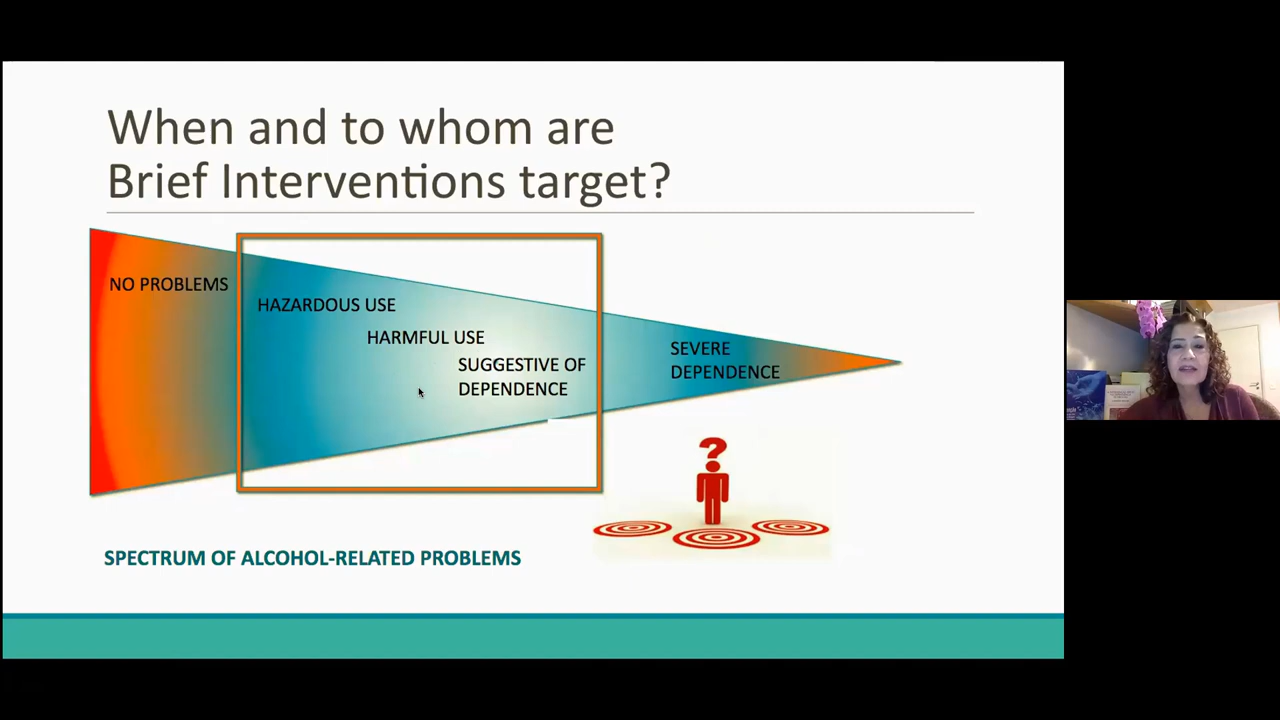 When and to whom are
Brief Interventions target?
NO PROBLEMS
HAZARDOUS USE
HARMFUL USE
SUGGESTIVE OF
DEPENDENCE
SEVERE
DEPENDENCE
?
SPECTRUM OF ALCOHOL-RELATED PROBLEMS